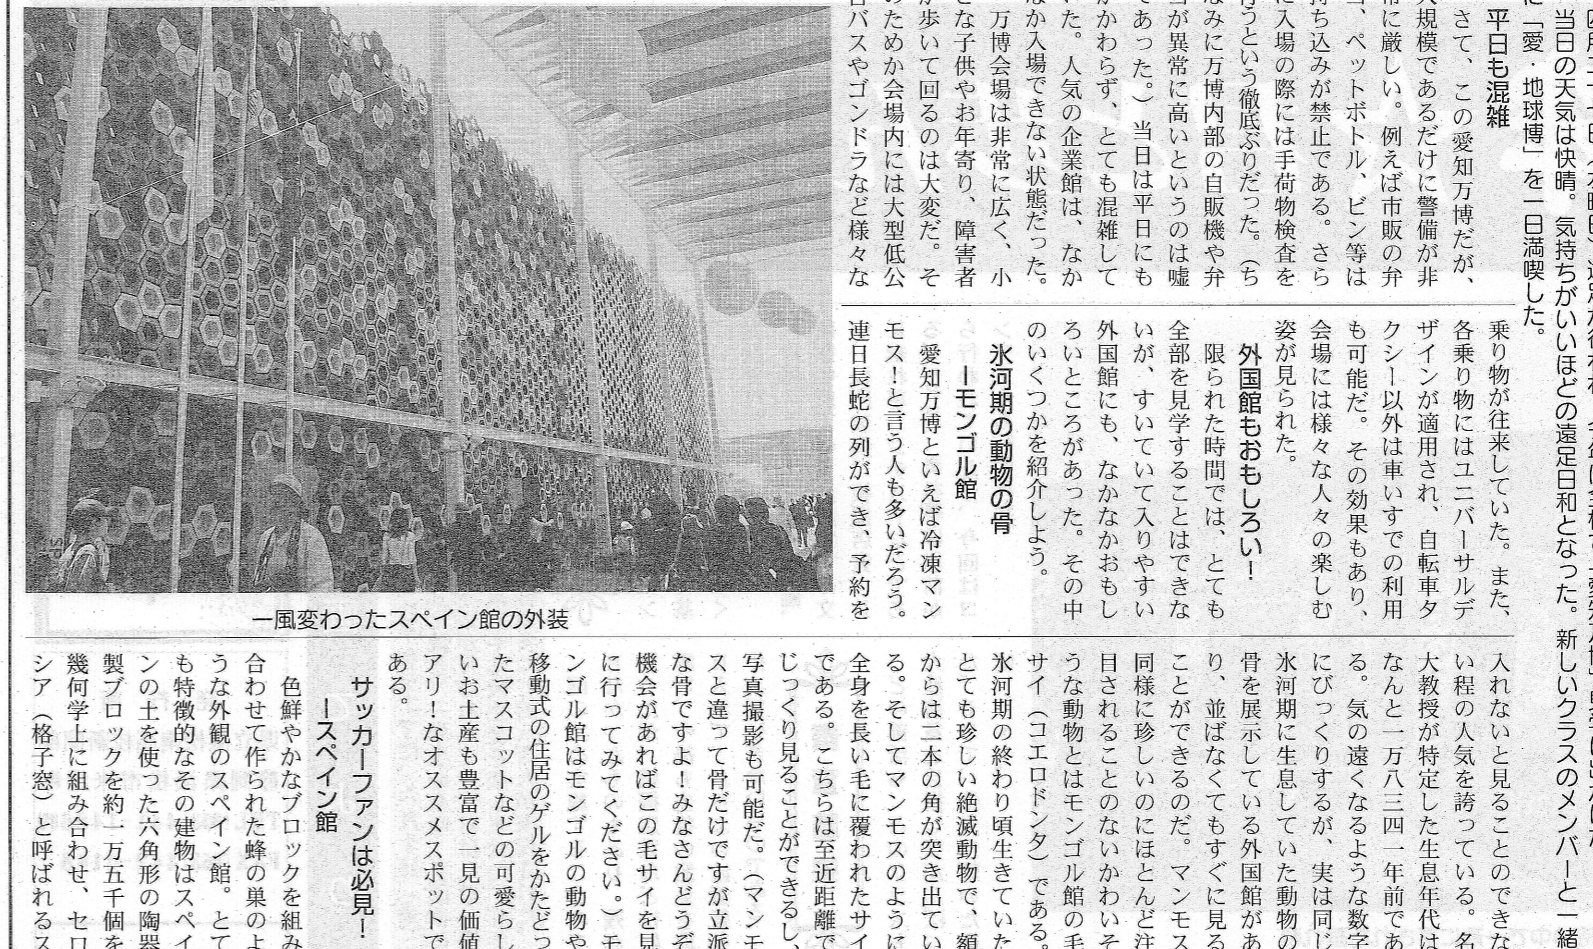 当日の天気は快晴。気持ちがいいほどの遠足日和となった。新しいクラスのメンバーと一緒
に「愛・地球博」を一日満喫した。
平日も混雑
さて、この愛知万博だが、
大規模であるだけに警備が非
常に厳しい。例えば市販の弁
当、ペットボトル、ビン等は
持ち込みが禁止である。さら
に入場の際には手荷物検査を
行うという徹底ぶりだった。（ち
なみに万博内部の自販機や弁
当が異常に高いというのは嘘
であった。）当日は平日にも
かかわらず、とても混雑して
いた。人気の企業館は、なか
なか入場できない状態だった。
万博会場は非常に広く、小
さな子供やお年寄り、障害者
が歩いて回るのは大変だ。そ
のためか会場内には大型低公
害バスやゴンドラなど様々な
乗り物が往来していた。また、
各乗り物にはユニバーサルデ
ザインが適用され、自転車タ
クシー以外は車いすでの利用
も可能だ。その効果もあり、
会場には様々な人々の楽しむ
姿が見られた。
外国館もおもしろい！
限られた時間では、とても
全部を見学することはできな
いが、すいていて入りやすい
外国館にも、なかなかおもし
ろいところがあった。その中
のいくつかを紹介しよう。
氷河期の動物の骨
ーモンゴル館
愛知万博といえば冷凍マン
モス！と言う人も多いだろう。
連日長蛇の列ができ、予約を
入れないと見ることのできな
い程の人気を誇っている。名
大教授が特定した生息年代は
なんと一万八三四一年前であ
る。気の遠くなるような数字
にびっくりするが、実は同じ
氷河期に生息していた動物の
骨を展示している外国館があ
り、並ばなくてもすぐに見る
ことができるのだ。マンモス
同様に珍しいのにほとんど注
目されることのないかわいそ
うな動物とはモンゴル館の毛
サイ（コエロドンタ）である。
氷河期の終わり頃生きていた
とても珍しい絶滅動物で、額
からは二本の角が突き出てい
る。そしてマンモスのように
全身を長い毛に覆われたサイ
である。こちらは至近距離で
じっくり見ることができるし、
写真撮影も可能だ。（マンモ
スと違って骨だけですが立派
な骨ですよ！みなさんどうぞ
機会があればこの毛サイを見
に行ってみてください。）モ
ンゴル館はモンゴルの動物や
移動式の住居のゲルをかたどっ
たマスコットなどの可愛らし
いお土産も豊富で一見の価値
アリ！なオススメスポットで
ある。
サッカーファンは必見！
ースペイン館
色鮮やかなブロックを組み
合わせて作られた蜂の巣のよ
うな外観のスペイン館。とて
も特徴的なその建物はスペイ
ンの土を使った六角形の陶器
製ブロックを約一万五千個を
幾何学上に組み合わせ、セロ
シア（格子窓）と呼ばれるス
一風変わったスペイン館の外装